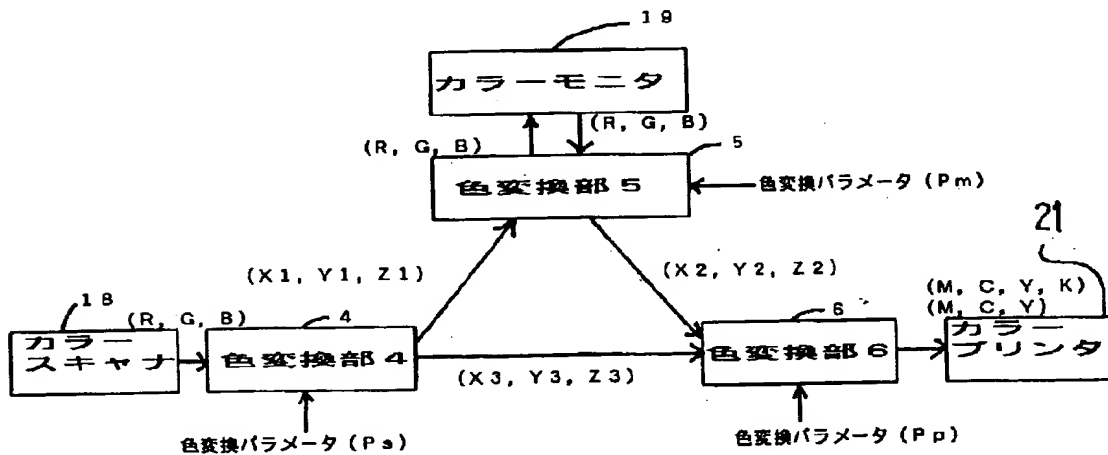 19
カラーモニタ
(R, G, B)
(R, G, B)
5
色変換部5
色変換パラメータ (Pm)
21
(X1, Y1, Z1)
(X2, Y2, Z2)
(M, C, Y, K)
(M, C, Y)
18
(R, G, B)
4
6
カラー
スキャナ
色変換部4
色変換部6
カラー
プリンタ
(X3, Y3, Z3)
色変換パラメータ (Ps)
色変換パラメータ (Pp)